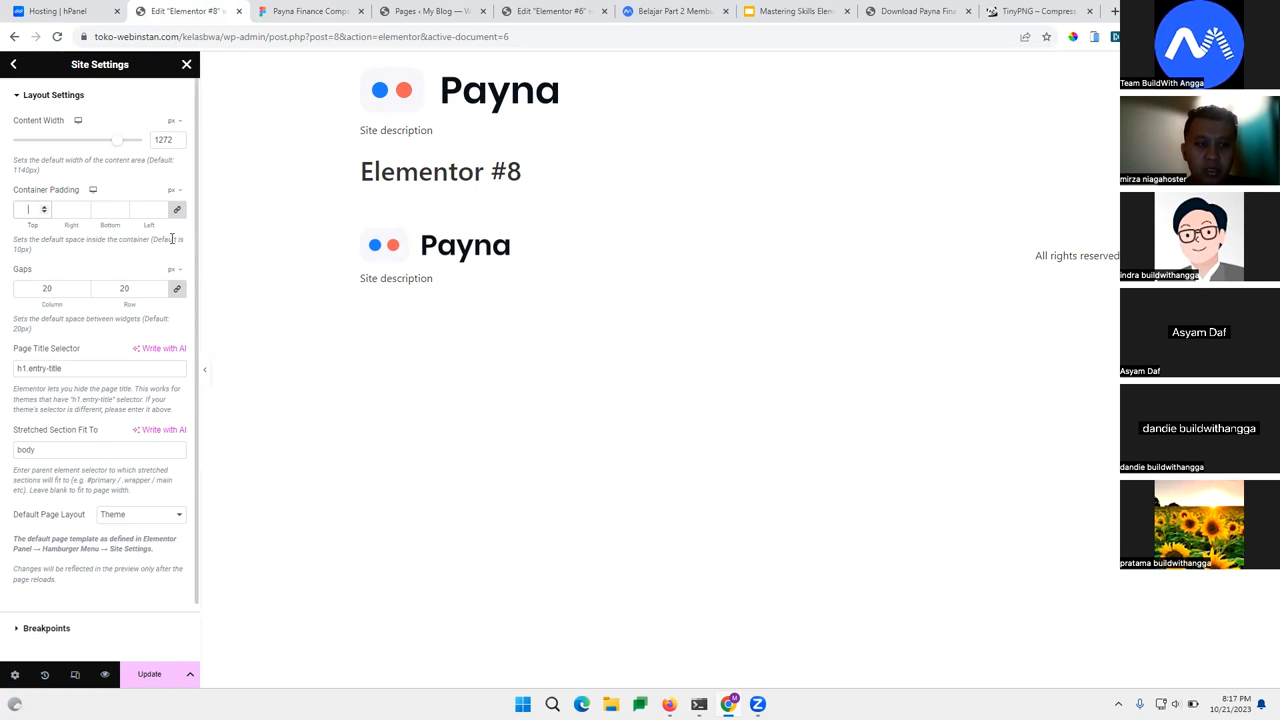 Edit "Elementor #8"
Payna Finance Comp
Pages ‹ My Blog — W
Edit "Elementor #6"
Belajar Part 2 Memb
Mastering Skills Elem
Download Payna Fin
TinyPNG – Compress
toko-webinstan.com/kelasbwa/wp-admin/post.php?post=8&action=elementor&active-document=6
Site Settings
Layout Settings
Content Width
px
1272
Sets the default width of the content area (Default:
1140px)
Container Padding
px
Top
Right
Bottom
Left
Sets the default space inside the container (Default is
10px)
Gaps
px
20
20
Column
Row
Sets the default space between widgets (Default:
20px)
Page Title Selector
Write with AI
h1.entry-title
Elementor lets you hide the page title. This works for
themes that have "h1.entry-title" selector. If your
theme's selector is different, please enter it above.
Stretched Section Fit To
Write with AI
body
Enter parent element selector to which stretched
sections will fit to (e.g. #primary / .wrapper / main
etc). Leave blank to fit to page width.
Default Page Layout
Theme
The default page template as defined in Elementor
Panel → Hamburger Menu → Site Settings.
Changes will be reflected in the preview only after the
page reloads.
Breakpoints
Update
Payna
Site description
Elementor #8
Payna
Site description
All rights reserved
Team BuildWith Angga
mirza niagahoster
indra buildwithangga
Asyam Daf
Asyam Daf
dandie buildwithangga
dandie buildwithangga
pratama buildwithangga
M
8:17 PM
10/21/2023